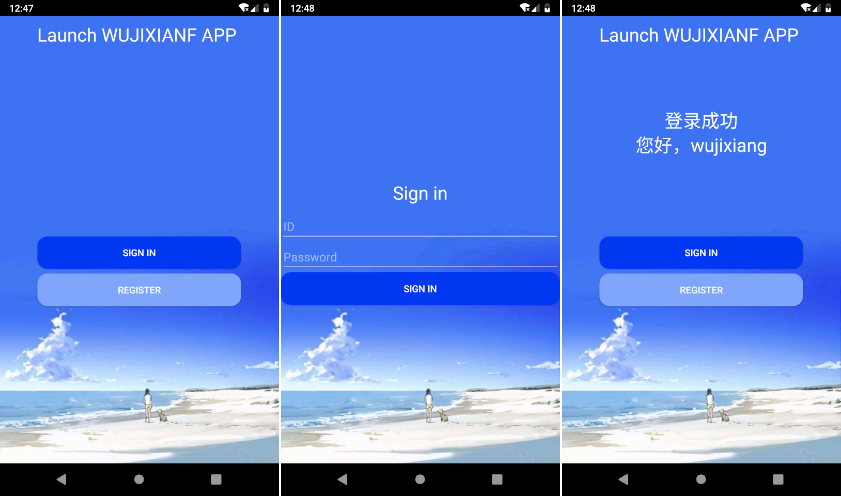 12:47
Launch WUJIXIANF APP
SIGN IN
REGISTER
12:48
Sign in
ID
Password
SIGN IN
12:48
Launch WUJIXIANF APP
登录成功
您好，wujixiang
SIGN IN
REGISTER